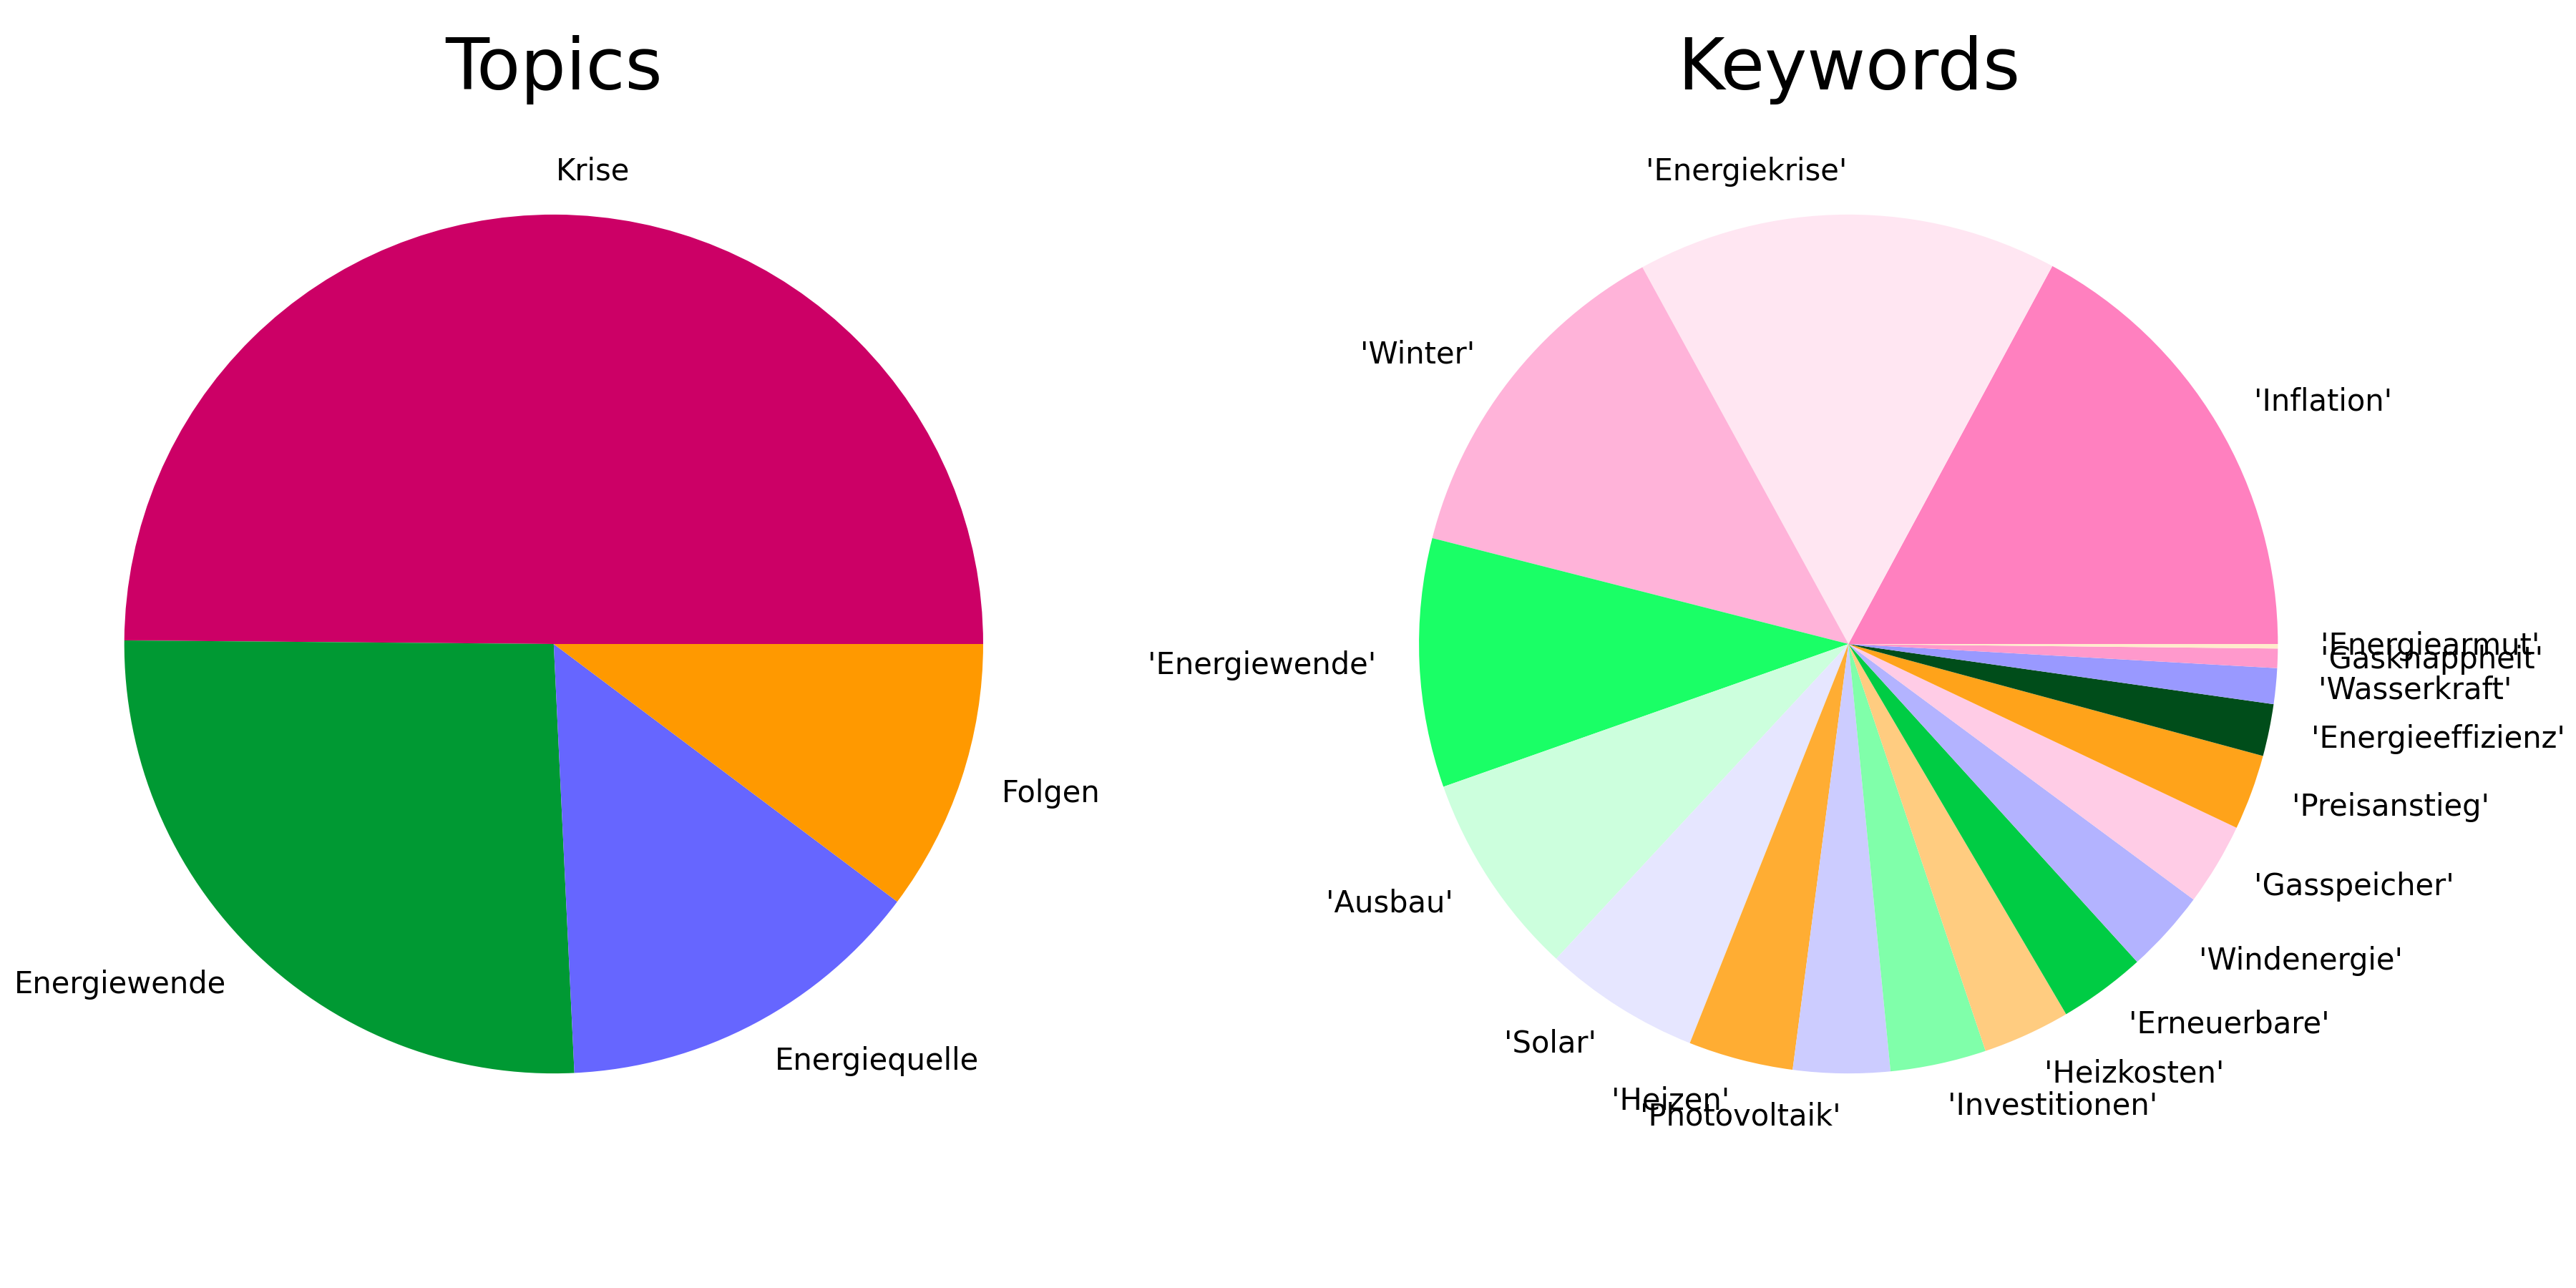 Topics
Krise
Energiewende
Energiequelle
Folgen
Keywords
'Energiekrise'
'Inflation'
'Winter'
'Energiewende'
'Ausbau'
'Solar'
'Heizen'
'Photovoltaik'
'Investitionen'
'Heizkosten'
'Erneuerbare'
'Windenergie'
'Gasspeicher'
'Preisanstieg'
'Energieeffizienz'
'Wasserkraft'
'Gasknappheit'
'Energiearmut'